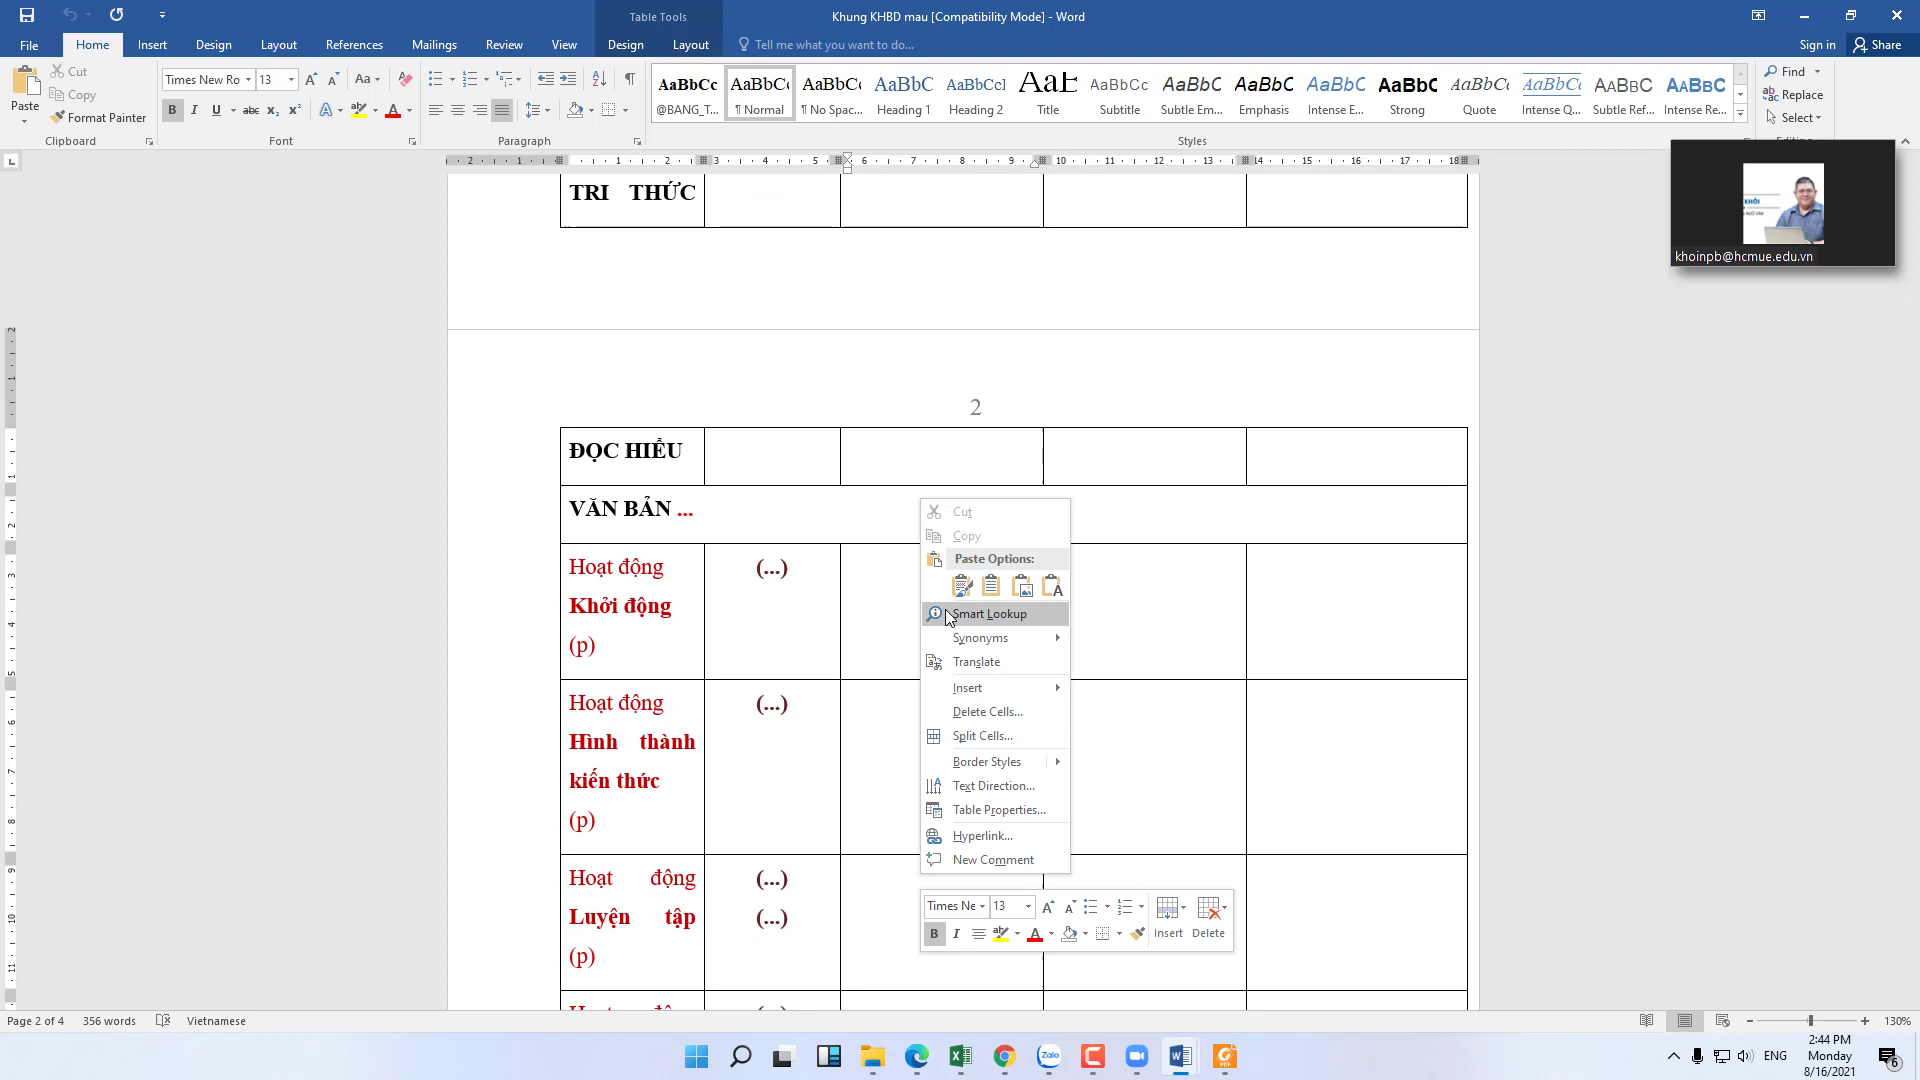 Khung KHBD mau [Compatibility Mode] - Word
Table Tools
File
Home
Insert
Design
Layout
References
Mailings
Review
View
Design
Layout
Tell me what you want to do...
Sign in
Share
Paste
Cut
Copy
Format Painter
Clipboard
Times New Ro
13
Font
Paragraph
AaBbCc
@BANG_T...
AaBbCc
¶ Normal
AaBbCc
¶ No Spac...
AaBbC
Heading 1
AaBbCcI
Heading 2
AaB
Title
AaBbCc
Subtitle
AaBbC
Subtle Em...
AaBbC
Emphasis
AaBbC
Intense E...
AaBbC
Strong
AaBbC
Quote
AaBbCc
Intense Q...
AaBbC
Subtle Ref...
AaBbC
Intense Re...
Styles
Find
Replace
Select
khoinpb@hcmue.edu.vn
TRI THỨC
2
ĐỌC HIỂU
VĂN BẢN ...
Hoạt động
Khởi động
(p)
(...)
Hoạt động
Hình thành
kiến thức
(p)
(...)
Hoạt động
Luyện tập
(p)
(...)
(...)
Cut
Copy
Paste Options:
Smart Lookup
Synonyms
Translate
Insert
Delete Cells...
Split Cells...
Border Styles
Text Direction...
Table Properties...
Hyperlink...
New Comment
Times Ne
13
B I
Insert
Delete
Page 2 of 4
356 words
Vietnamese
130%
ENG
2:44 PM
Monday
8/16/2021
6